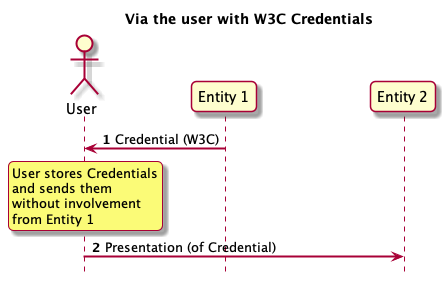 Via the user with W3C Credentials
User
Entity 1
Entity 2
1 Credential (W3C)
User stores Credentials
and sends them
without involvement
from Entity 1
2 Presentation (of Credential)